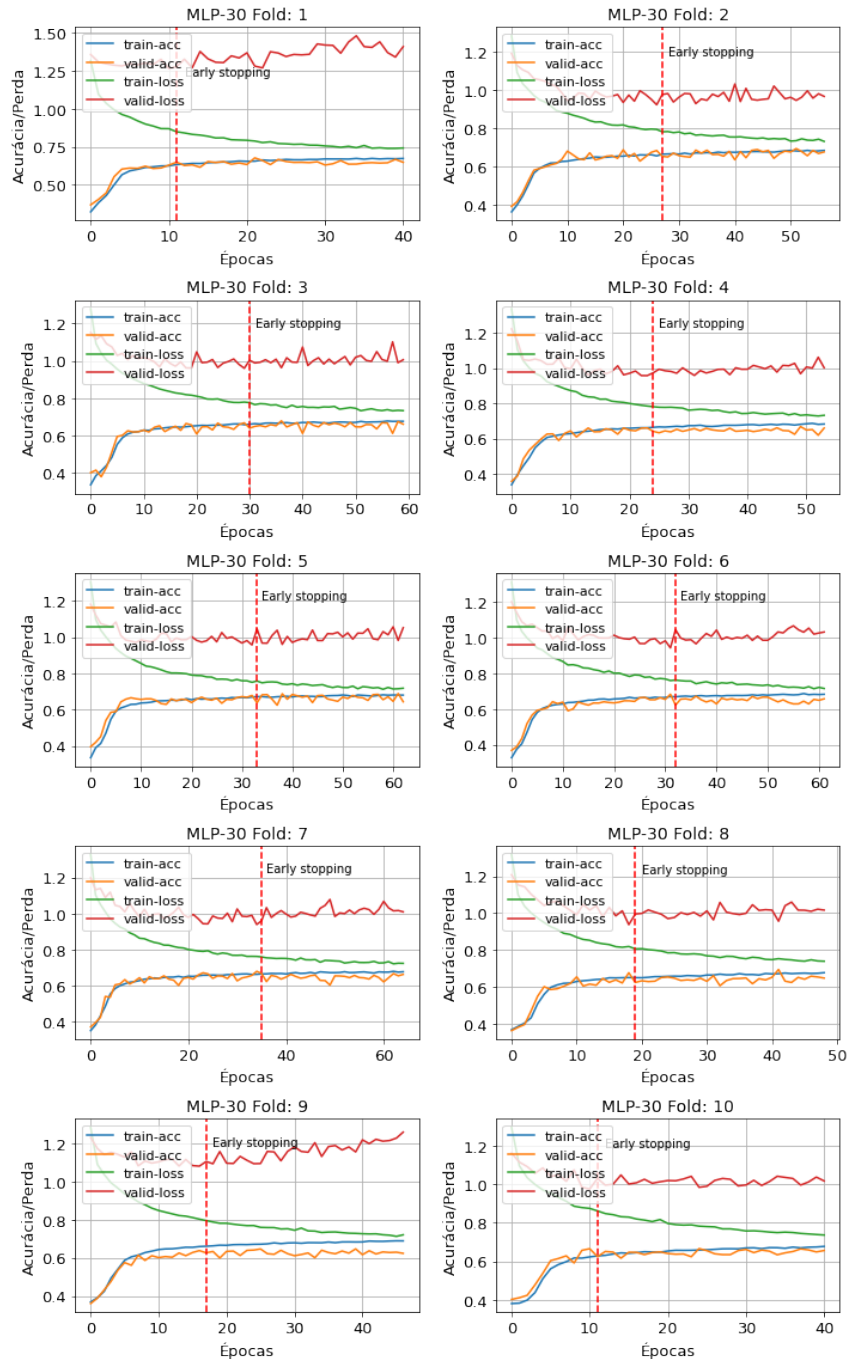 MLP-30 Fold: 1
1.50
1.25
1.00
0.75
0.50
Acurácia/Perda
train-acc
valid-acc
train-loss
valid-loss
Early stopping
0 10 20 30 40
Épocas
MLP-30 Fold: 2
1.2
1.0
0.8
0.6
0.4
train-acc
valid-acc
train-loss
valid-loss
Early stopping
0 10 20 30 40 50
Épocas
MLP-30 Fold: 3
1.2
1.0
0.8
0.6
0.4
Acurácia/Perda
train-acc
valid-acc
train-loss
valid-loss
Early stopping
0 10 20 30 40 50 60
Épocas
MLP-30 Fold: 4
1.2
1.0
0.8
0.6
0.4
train-acc
valid-acc
train-loss
valid-loss
Early stopping
0 10 20 30 40 50
Épocas
MLP-30 Fold: 5
1.2
1.0
0.8
0.6
0.4
Acurácia/Perda
train-acc
valid-acc
train-loss
valid-loss
Early stopping
0 10 20 30 40 50 60
Épocas
MLP-30 Fold: 6
1.2
1.0
0.8
0.6
0.4
train-acc
valid-acc
train-loss
valid-loss
Early stopping
0 10 20 30 40 50 60
Épocas
MLP-30 Fold: 7
1.2
1.0
0.8
0.6
0.4
Acurácia/Perda
train-acc
valid-acc
train-loss
valid-loss
Early stopping
0 20 40 60
Épocas
MLP-30 Fold: 8
1.2
1.0
0.8
0.6
0.4
train-acc
valid-acc
train-loss
valid-loss
Early stopping
0 10 20 30 40 50
Épocas
MLP-30 Fold: 9
1.2
1.0
0.8
0.6
0.4
Acurácia/Perda
train-acc
valid-acc
train-loss
valid-loss
Early stopping
0 10 20 30 40
Épocas
MLP-30 Fold: 10
1.2
1.0
0.8
0.6
0.4
train-acc
valid-acc
train-loss
valid-loss
Early stopping
0 10 20 30 40
Épocas